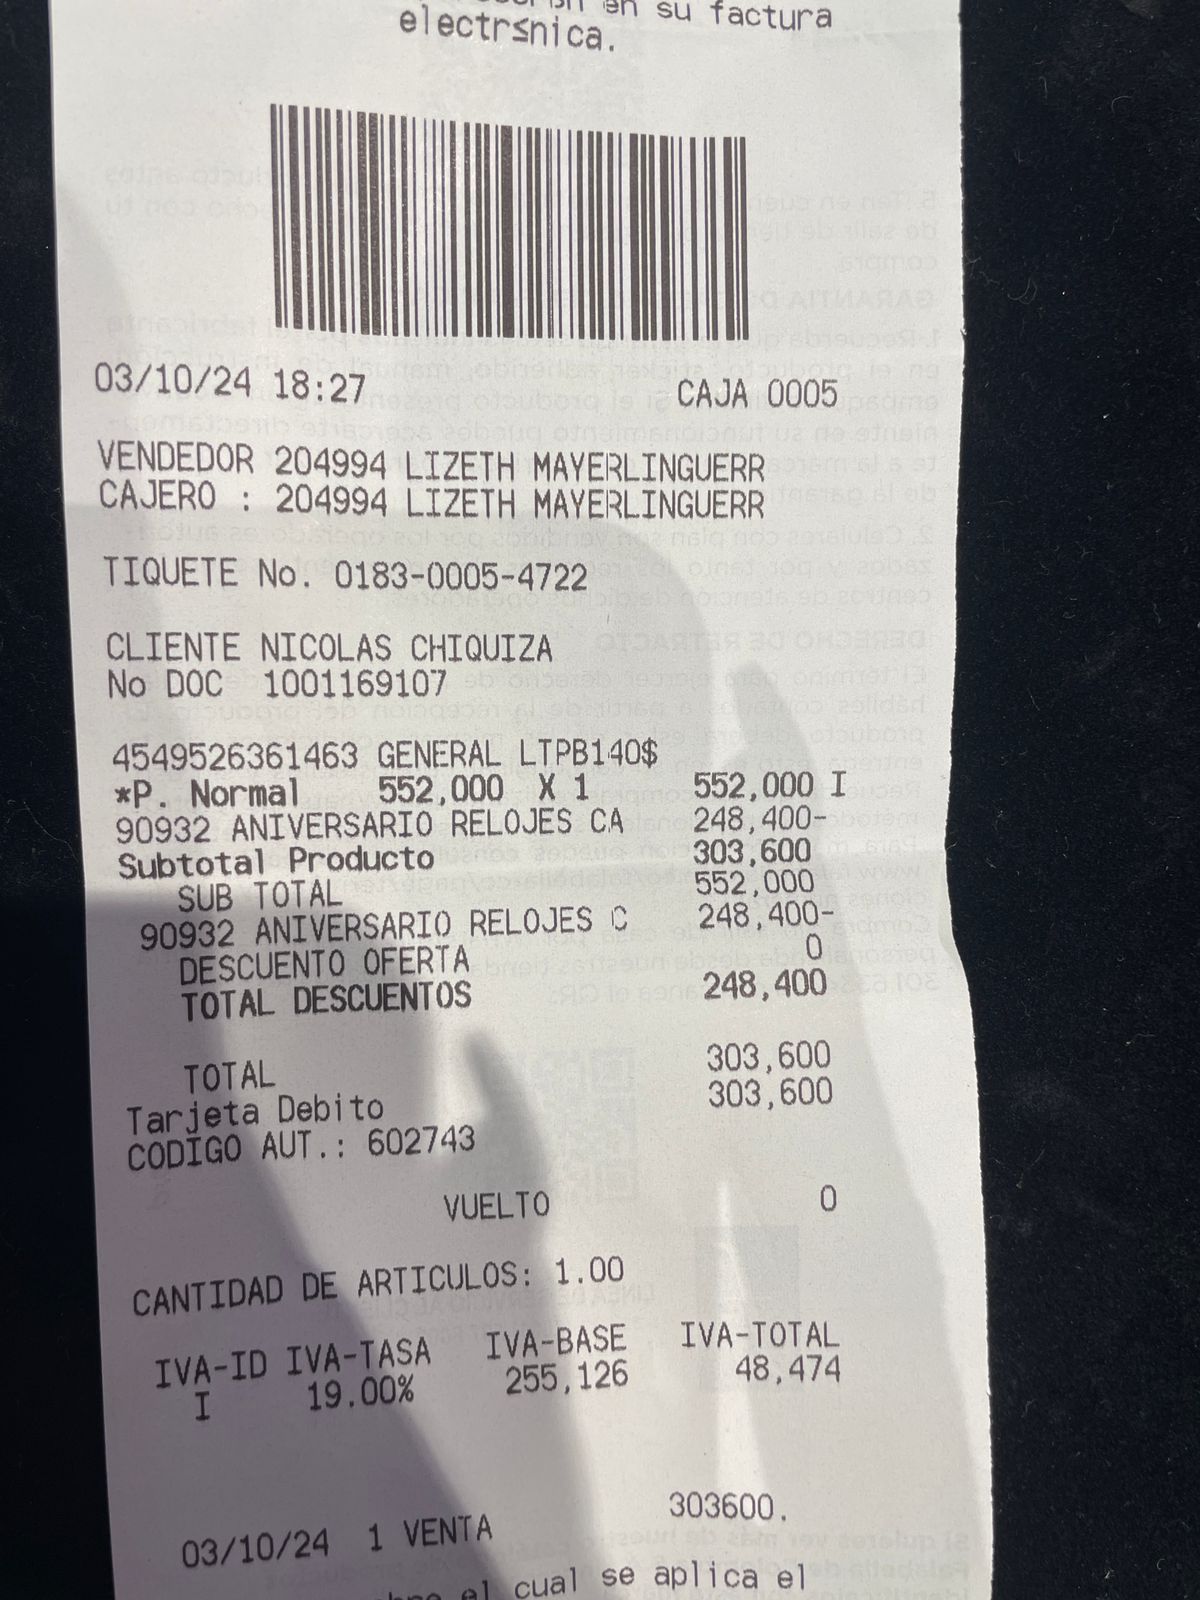 en su factura
electr≤nica.
03/10/24 18:27 CAJA 0005
VENDEDOR 204994 LIZETH MAYERLINGUERR
CAJERO : 204994 LIZETH MAYERLINGUERR
TIQUETE No. 0183-0005-4722
CLIENTE NICOLAS CHIQUIZA
No DOC 1001169107
4549526361463 GENERAL LTPB140$
*P. Normal 552,000 X 1 552,000 I
90932 ANIVERSARIO RELOJES CA 248,400-
Subtotal Producto 303,600
SUB TOTAL 552,000
90932 ANIVERSARIO RELOJES C 248,400-
DESCUENTO OFERTA 0
TOTAL DESCUENTOS 248,400
TOTAL 303,600
Tarjeta Debito 303,600
CODIGO AUT.: 602743
VUELTO 0
CANTIDAD DE ARTICULOS: 1.00
IVA-ID IVA-TASA IVA-BASE IVA-TOTAL
I 19.00% 255,126 48,474
303600.
03/10/24 1 VENTA
el cual se aplica el